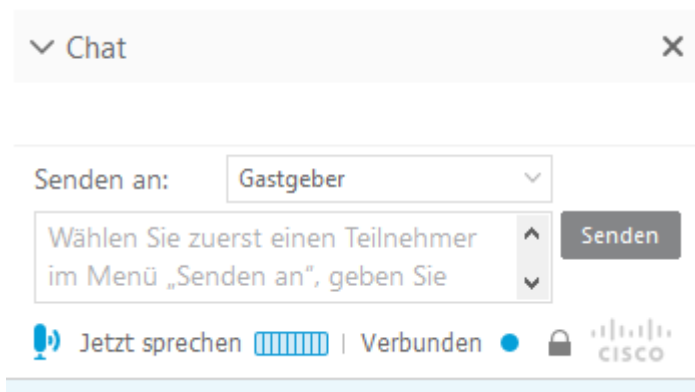 Chat
Senden an: Gastgeber
Wählen Sie zuerst einen Teilnehmer
im Menü „Senden an“, geben Sie
Senden
Jetzt sprechen | Verbunden
CISCO